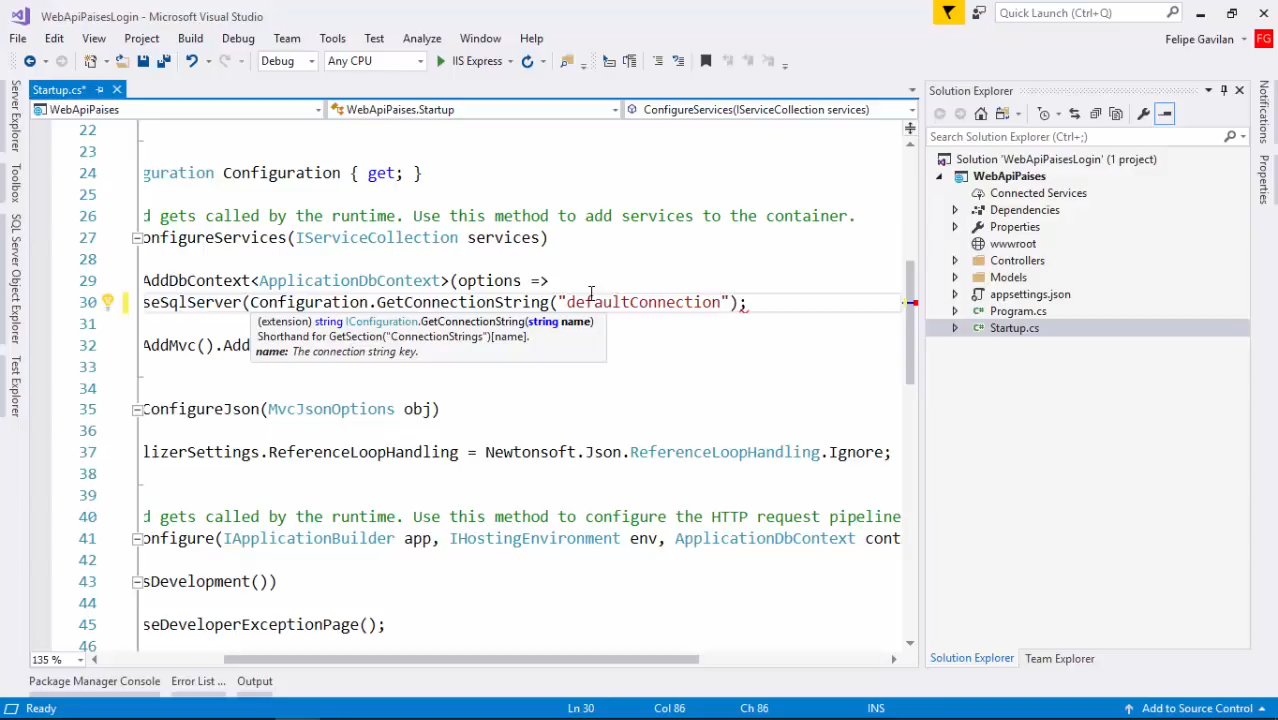 WebApiPaisesLogin - Microsoft Visual Studio
Quick Launch (Ctrl+Q)
File Edit View Project Build Debug Team Tools Test Analyze Window Help
Felipe Gavilan FG
Debug Any CPU IIS Express
Startup.cs*
WebApiPaises WebApiPaises.Startup ConfigureServices(IServiceCollection services)
Server Explorer
Toolbox
SQL Server Object Explorer
Test Explorer
22
23
24 guration Configuration { get; }
25
26 d gets called by the runtime. Use this method to add services to the container.
27 onfigureServices(IServiceCollection services)
28
29 AddDbContext<ApplicationDbContext>(options =>
30 seSqlServer(Configuration.GetConnectionString("defaultConnection");
(extension) string IConfiguration.GetConnectionString(string name)
Shorthand for GetSection("ConnectionStrings")[name].
name: The connection string key.
31
32 AddMvc().Add
33
34
35 ConfigureJson(MvcJsonOptions obj)
36
37 lizerSettings.ReferenceLoopHandling = Newtonsoft.Json.ReferenceLoopHandling.Ignore;
38
39
40 d gets called by the runtime. Use this method to configure the HTTP request pipeline
41 onfigure(IApplicationBuilder app, IHostingEnvironment env, ApplicationDbContext cont
42
43 sDevelopment())
44
45 seDeveloperExceptionPage();
46
135 %
Solution Explorer
Search Solution Explorer (Ctrl+;)
Solution 'WebApiPaisesLogin' (1 project)
WebApiPaises
Connected Services
Dependencies
Properties
wwwroot
Controllers
Models
appsettings.json
Program.cs
Startup.cs
Solution Explorer Team Explorer
Notifications
Properties
Package Manager Console Error List ... Output
Ready Ln 30 Col 86 Ch 86 INS Add to Source Control